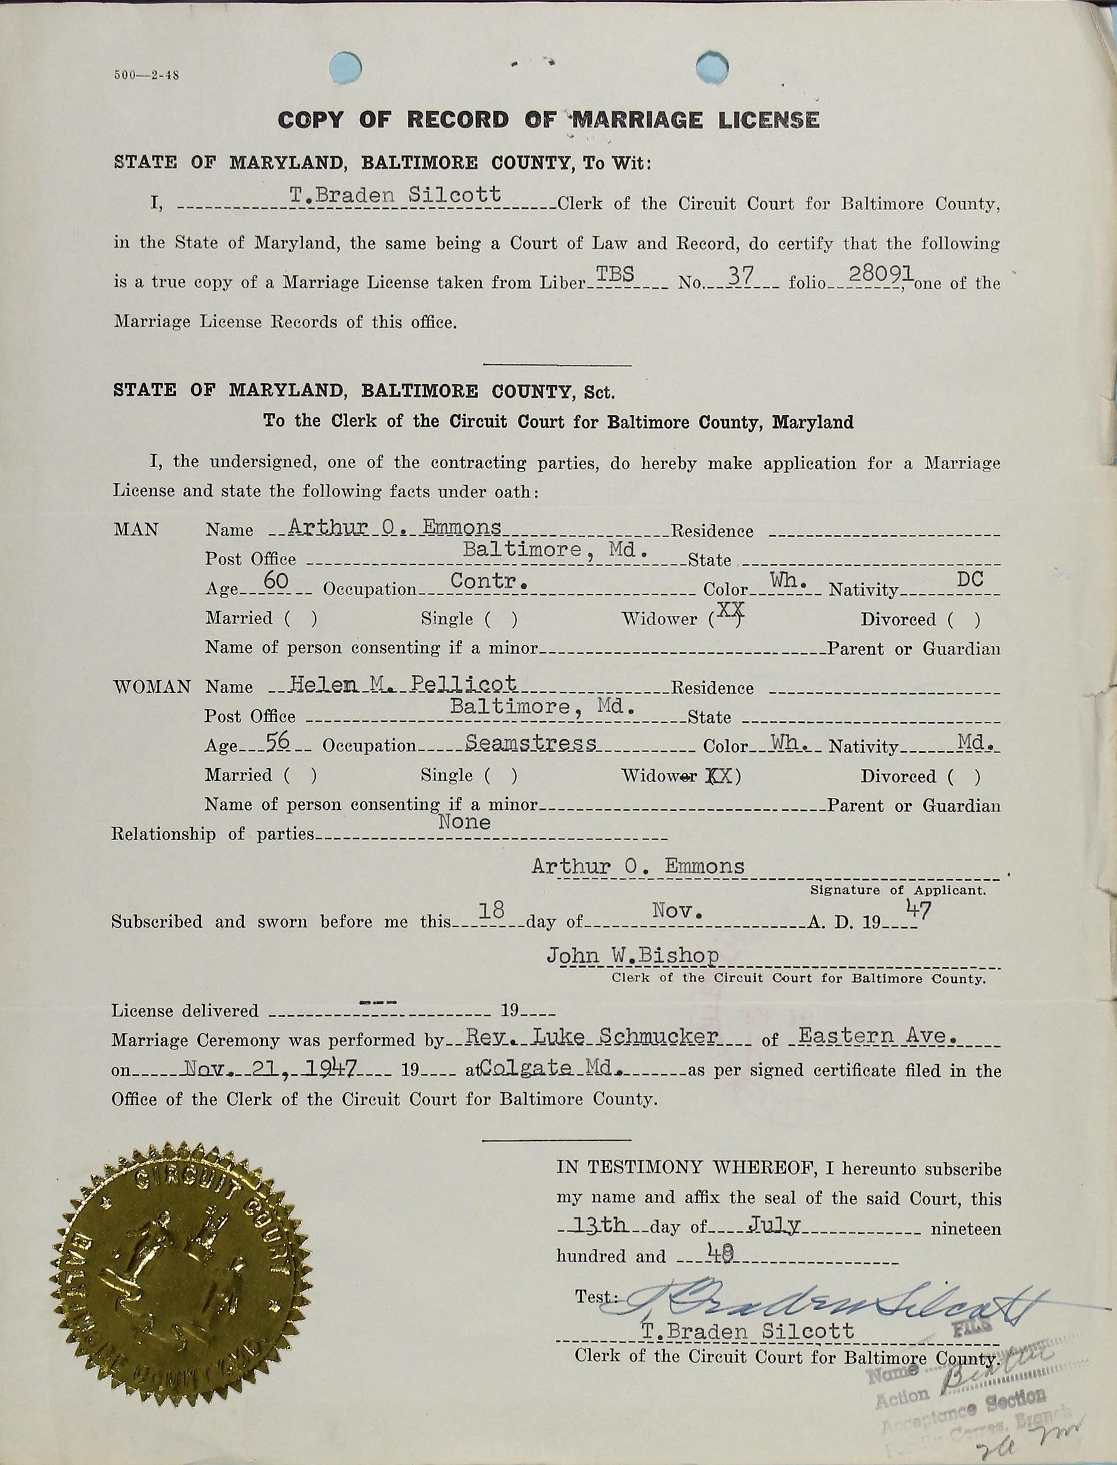 500—2-48
COPY OF RECORD OF MARRIAGE LICENSE
STATE OF MARYLAND, BALTIMORE COUNTY, To Wit:
I, T.Braden Silcott Clerk of the Circuit Court for Baltimore County,
in the State of Maryland, the same being a Court of Law and Record, do certify that the following
is a true copy of a Marriage License taken from Liber TBS No. 37 folio 28091, one of the
Marriage License Records of this office.
STATE OF MARYLAND, BALTIMORE COUNTY, Sct.
To the Clerk of the Circuit Court for Baltimore County, Maryland
I, the undersigned, one of the contracting parties, do hereby make application for a Marriage
License and state the following facts under oath:
MAN Name Arthur O. Emmons Residence
Post Office Baltimore, Md. State
Age 60 Occupation Contr. Color Wh. Nativity DC
Married ( ) Single ( ) Widower (XX) Divorced ( )
Name of person consenting if a minor Parent or Guardian
WOMAN Name Helen M. Pellicot Residence
Post Office Baltimore, Md. State
Age 56 Occupation Seamstress Color Wh. Nativity Md.
Married ( ) Single ( ) Widower (XX) Divorced ( )
Name of person consenting if a minor Parent or Guardian
Relationship of parties None
Arthur O. Emmons
Signature of Applicant.
Subscribed and sworn before me this 18 day of Nov. A. D. 19 47
John W.Bishop
Clerk of the Circuit Court for Baltimore County.
License delivered --- 19
Marriage Ceremony was performed by Rev. Luke Schmucker of Eastern Ave.
on Nov. 21, 1947 19 at Colgate Md. as per signed certificate filed in the
Office of the Clerk of the Circuit Court for Baltimore County.
IN TESTIMONY WHEREOF, I hereunto subscribe
my name and affix the seal of the said Court, this
13th day of July nineteen
hundred and 48
Test: T. Braden Silcott
T.Braden Silcott
Clerk of the Circuit Court for Baltimore County.
CIRCUIT COURT
BALTIMORE COUNTY
FILE
Name
Action
Acceptance Section
Branch